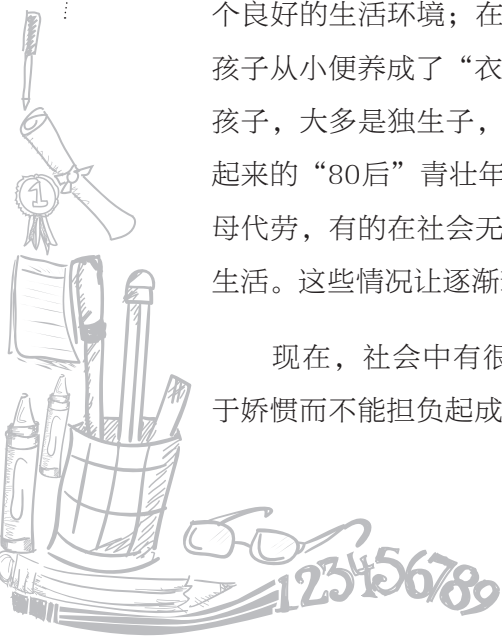 个良好的生活环境；在
孩子从小便养成了“衣
孩子，大多是独生子，
起来的“80后”青壮年
母代劳，有的在社会无
生活。这些情况让逐渐
现在，社会中有很
于娇惯而不能担负起成
1
123456789